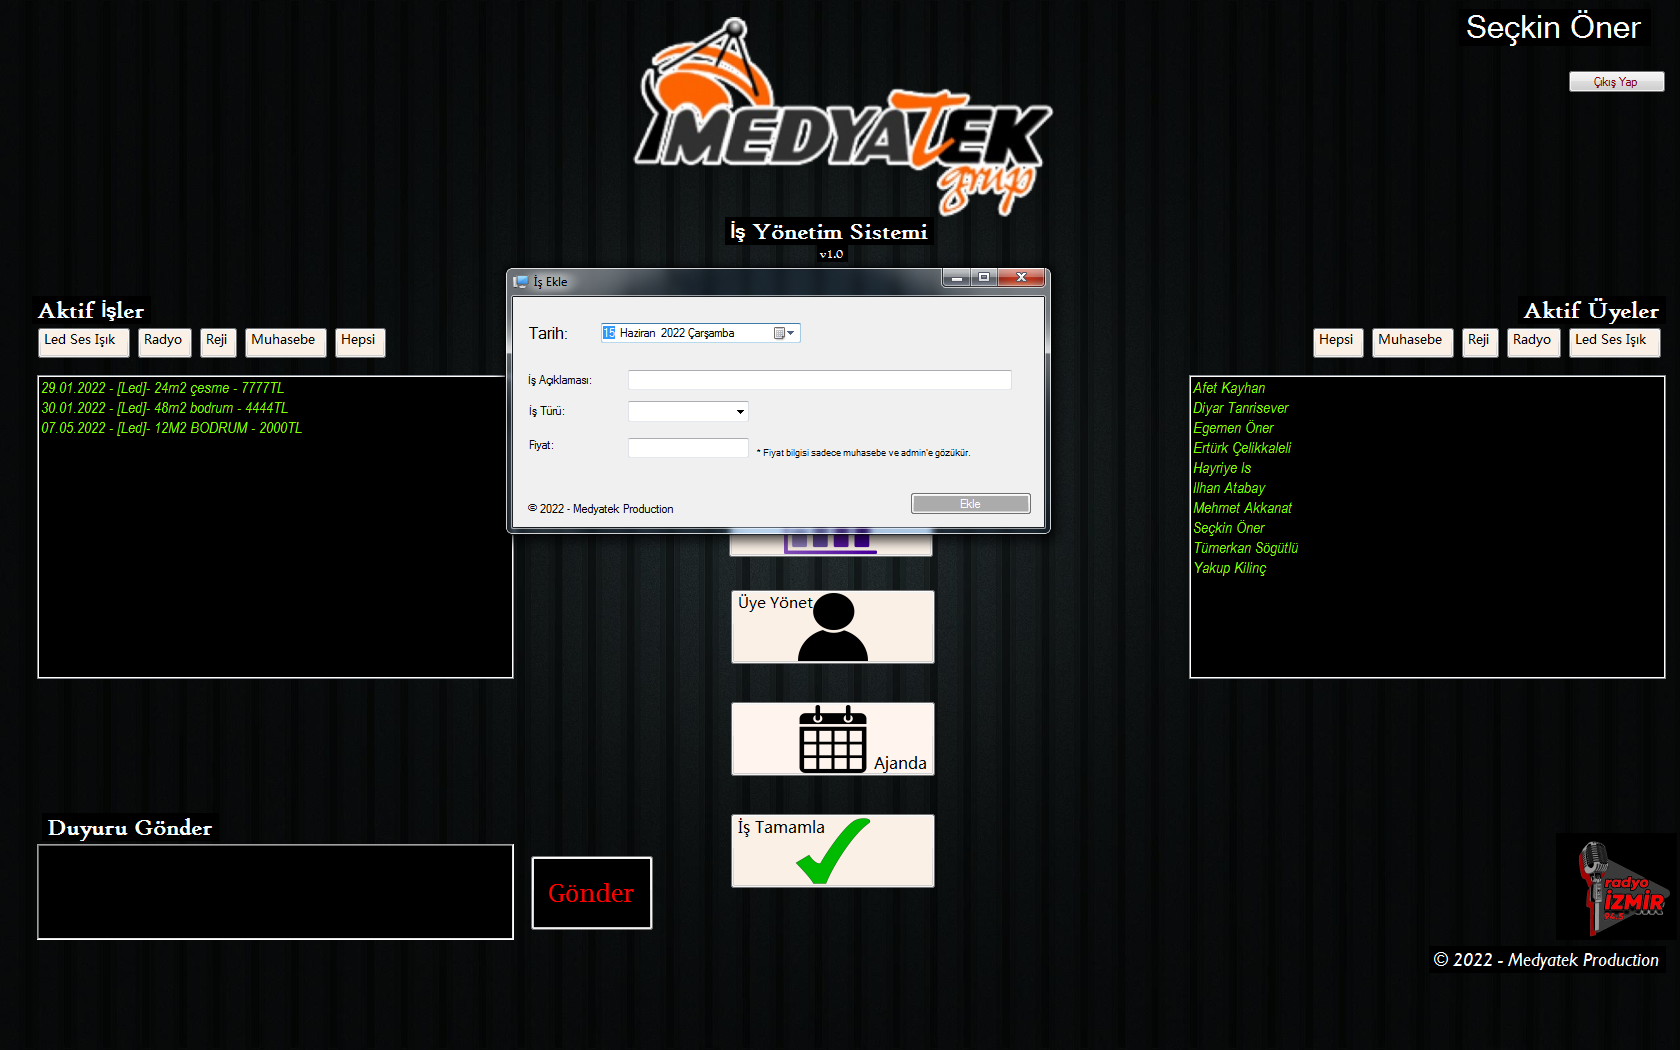 Seçkin Öner
Çıkış Yap
MEDYATEK
grup
İş Yönetim Sistemi
v1.0
İş Ekle
Tarih:
15 Haziran 2022 Çarşamba
İş Açıklaması:
İş Türü:
Fiyat:
* Fiyat bilgisi sadece muhasebe ve admin'e gözükür.
© 2022 - Medyatek Production
Ekle
Aktif İşler
Led Ses Işık
Radyo
Reji
Muhasebe
Hepsi
29.01.2022 - [Led]- 24m2 çesme - 7777TL
30.01.2022 - [Led]- 48m2 bodrum - 4444TL
07.05.2022 - [Led]- 12M2 BODRUM - 2000TL
Aktif Üyeler
Hepsi
Muhasebe
Reji
Radyo
Led Ses Işık
Afet Kayhan
Diyar Tanrisever
Egemen Öner
Ertürk Çelikkaleli
Hayriye Is
Ilhan Atabay
Mehmet Akkanat
Seçkin Öner
Tümerkan Sögütlü
Yakup Kilinç
Üye Yönet
Ajanda
İş Tamamla
Duyuru Gönder
Gönder
radyo
İZMİR
96.5
© 2022 - Medyatek Production